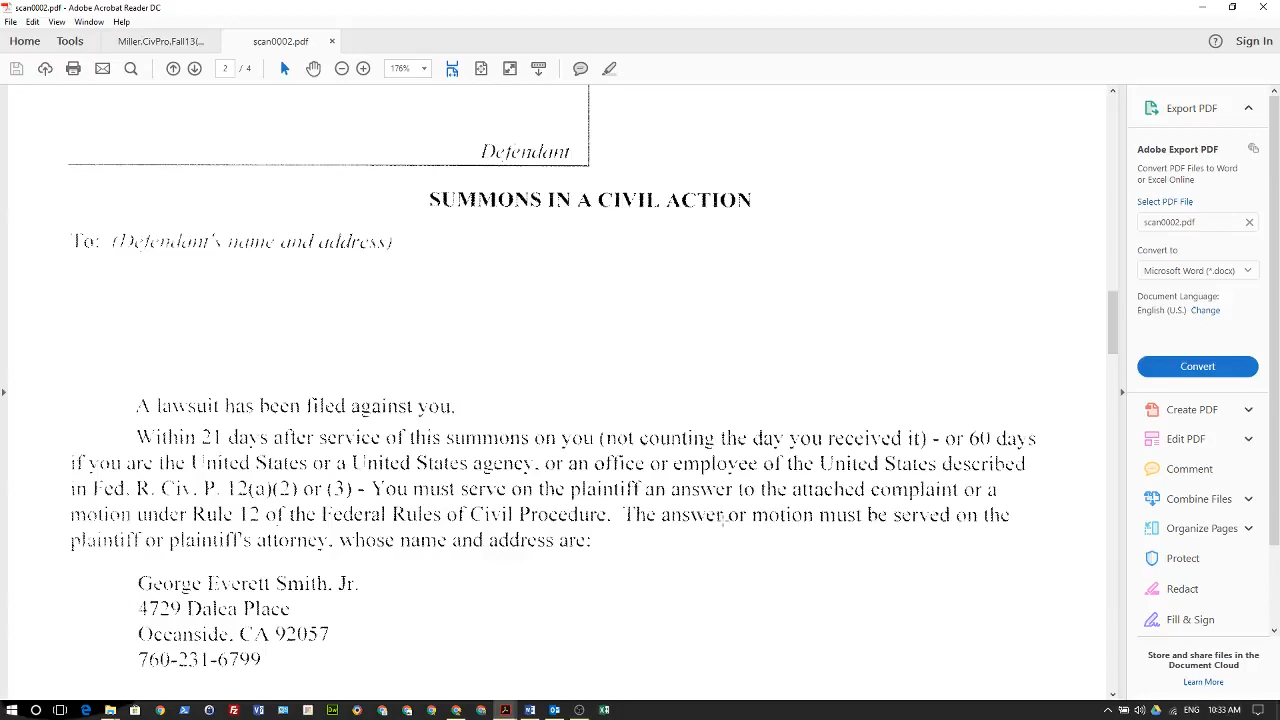 scan0002.pdf - Adobe Acrobat Reader DC
File Edit View Window Help
Home Tools Miller.CivPro.Fall13(... scan0002.pdf × Sign In
2 / 4 176%
Defendant
SUMMONS IN A CIVIL ACTION
To: (Defendant's name and address)
A lawsuit has been filed against you.
Within 21 days after service of this summons on you (not counting the day you received it) - or 60 days
if you are the United States or a United States agency, or an office or employee of the United States described
in Fed. R. Civ. P. 12(a)(2) or (3) - You must serve on the plaintiff an answer to the attached complaint or a
motion under Rule 12 of the Federal Rules of Civil Procedure. The answer or motion must be served on the
plaintiff or plaintiff's attorney, whose name and address are:
George Everett Smith, Jr.
4729 Dalea Place
Oceanside, CA 92057
760-231-6799
Export PDF
Adobe Export PDF
Convert PDF Files to Word
or Excel Online
Select PDF File
scan0002.pdf
Convert to
Microsoft Word (*.docx)
Document Language:
English (U.S.) Change
Convert
Create PDF
Edit PDF
Comment
Combine Files
Organize Pages
Protect
Redact
Fill & Sign
Store and share files in the
Document Cloud
Learn More
10:33 AM